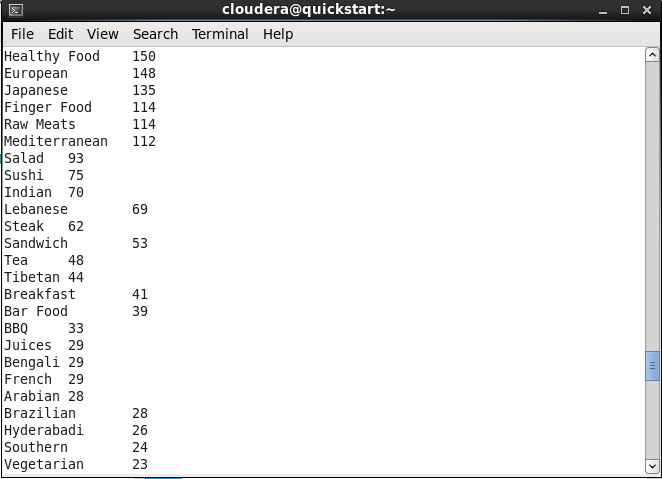 cloudera@quickstart:~
File Edit View Search Terminal Help
Healthy Food 150
European 148
Japanese 135
Finger Food 114
Raw Meats 114
Mediterranean 112
Salad 93
Sushi 75
Indian 70
Lebanese 69
Steak 62
Sandwich 53
Tea 48
Tibetan 44
Breakfast 41
Bar Food 39
BBQ 33
Juices 29
Bengali 29
French 29
Arabian 28
Brazilian 28
Hyderabadi 26
Southern 24
Vegetarian 23